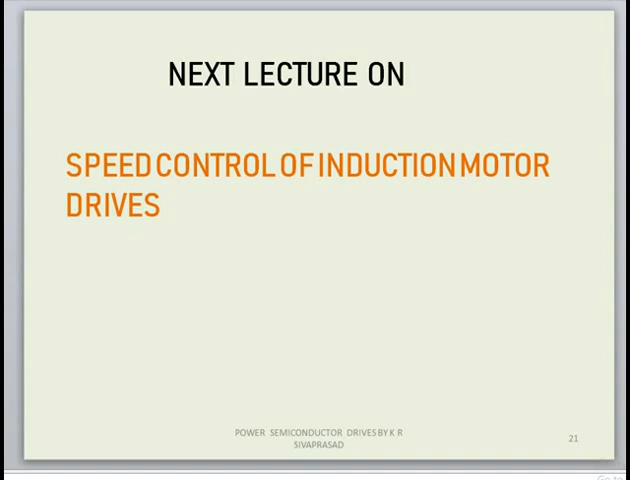 NEXT LECTURE ON
SPEED CONTROL OF INDUCTION MOTOR
DRIVES
POWER SEMICONDUCTOR DRIVES BY K R
SIVAPRASAD
21